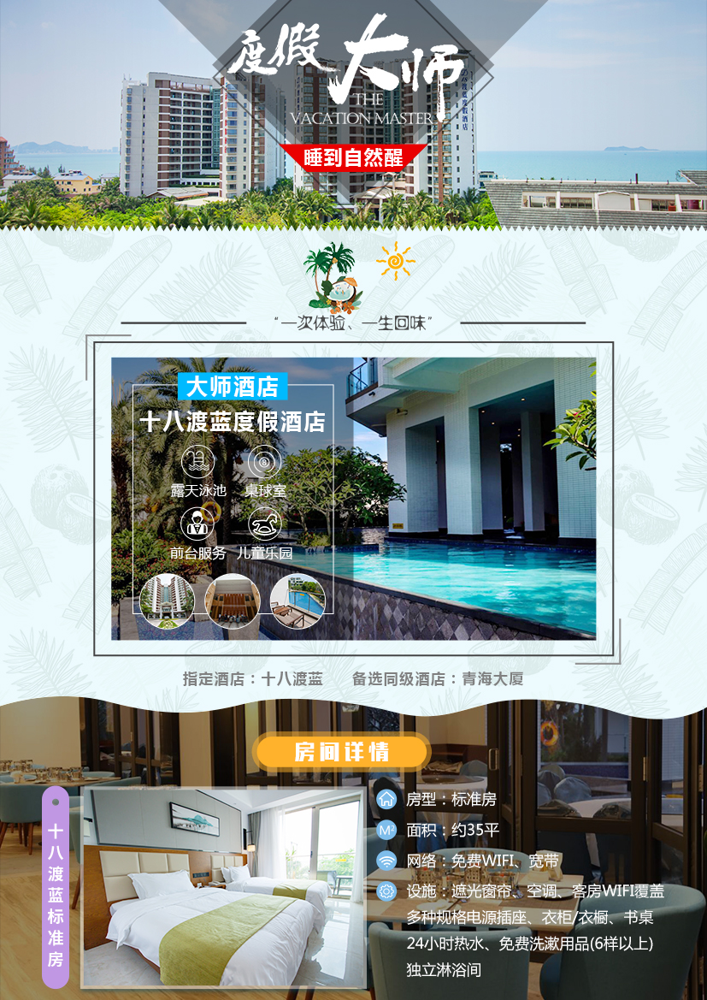 度假大师
THE
VACATION MASTER
睡到自然醒
“一次体验、一生回味”
大师酒店
十八渡蓝度假酒店
露天泳池 桌球室
前台服务 儿童乐园
指定酒店：十八渡蓝 备选同级酒店：青海大厦
房间详情
十八渡蓝标准房
房型：标准房
M² 面积：约35平
网络：免费WIFI、宽带
设施：遮光窗帘、空调、客房WIFI覆盖
多种规格电源插座、衣柜/衣橱、书桌
24小时热水、免费洗漱用品(6样以上)
独立淋浴间